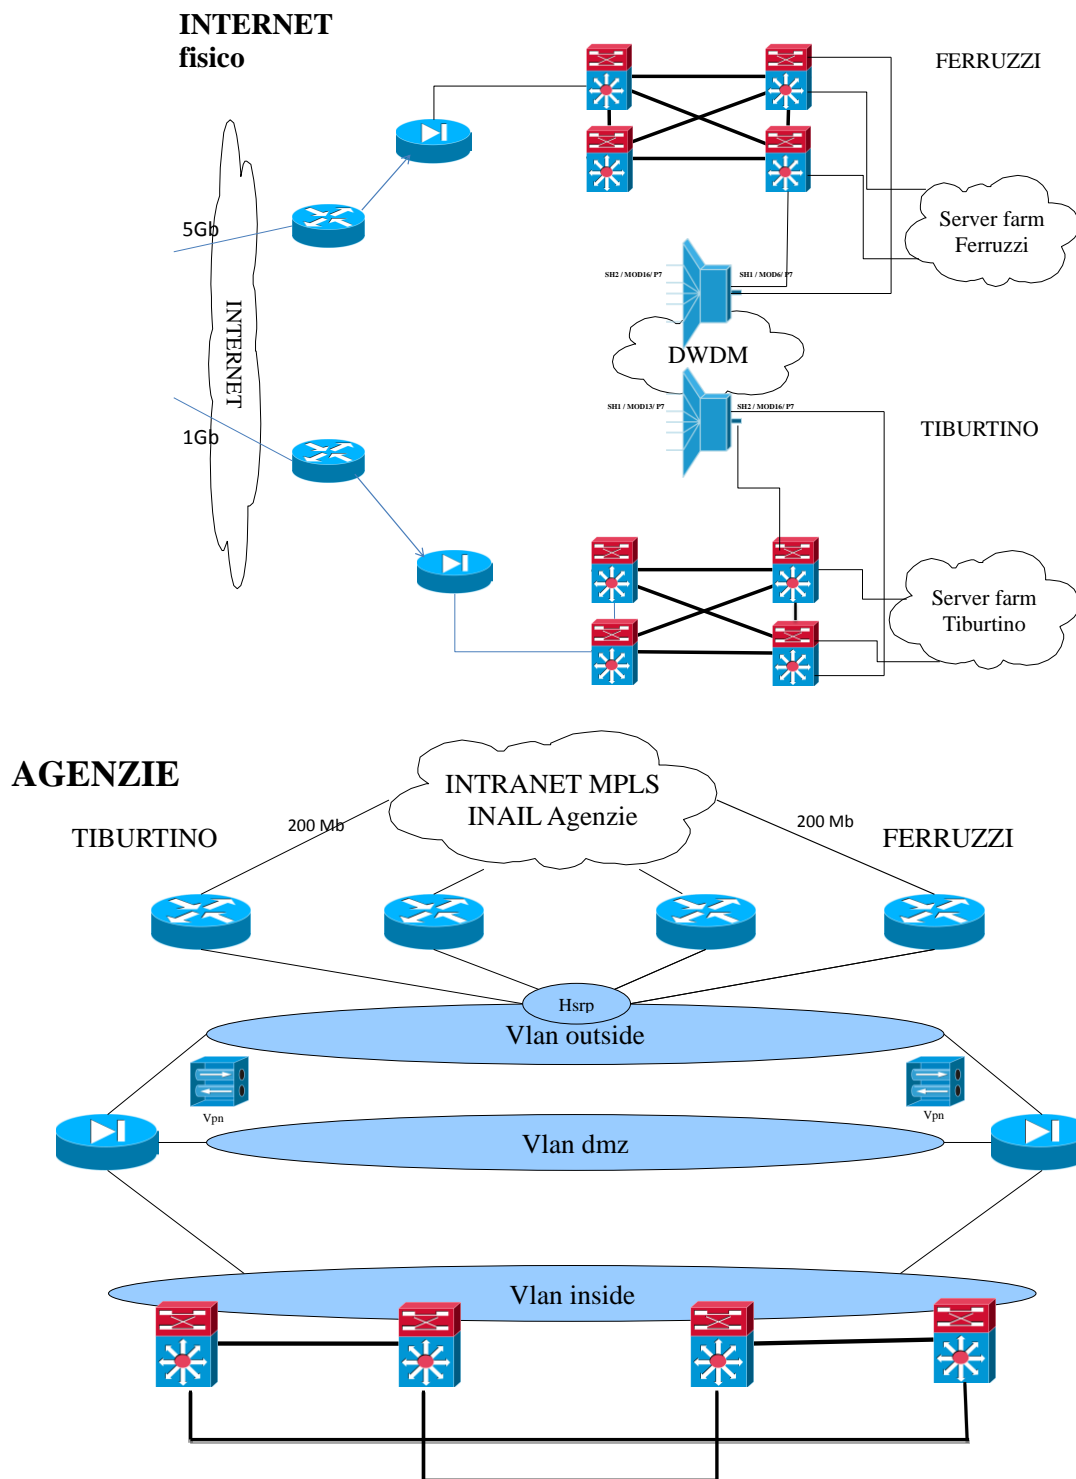 INTERNET
fisico
FERRUZZI
5Gb
Server farm
Ferruzzi
SH2 / MOD16/ P7
SH1 / MOD6/ P7
INTERNET
DWDM
SH1 / MOD13/ P7
SH2 / MOD16/ P7
1Gb
TIBURTINO
Server farm
Tiburtino
AGENZIE
INTRANET MPLS
INAIL Agenzie
TIBURTINO
200 Mb
200 Mb
FERRUZZI
Hsrp
Vlan outside
Vpn
Vpn
Vlan dmz
Vlan inside